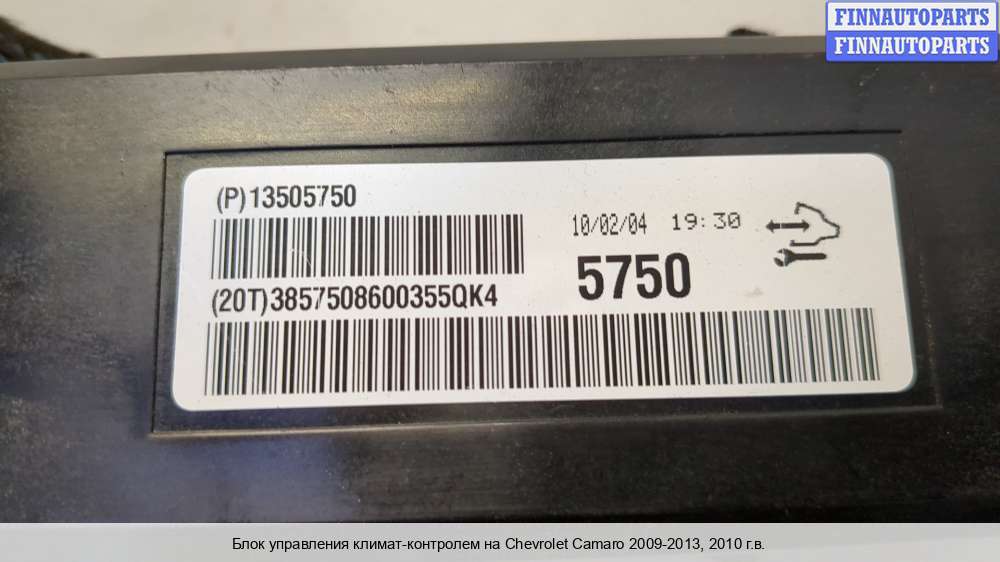 FINNAUTOPARTS
FINNAUTOPARTS
(P)13505750
10/02/04 19:30
5750
(20T)3857508600355QK4
Блок управления климат-контролем на Chevrolet Camaro 2009-2013, 2010 г.в.